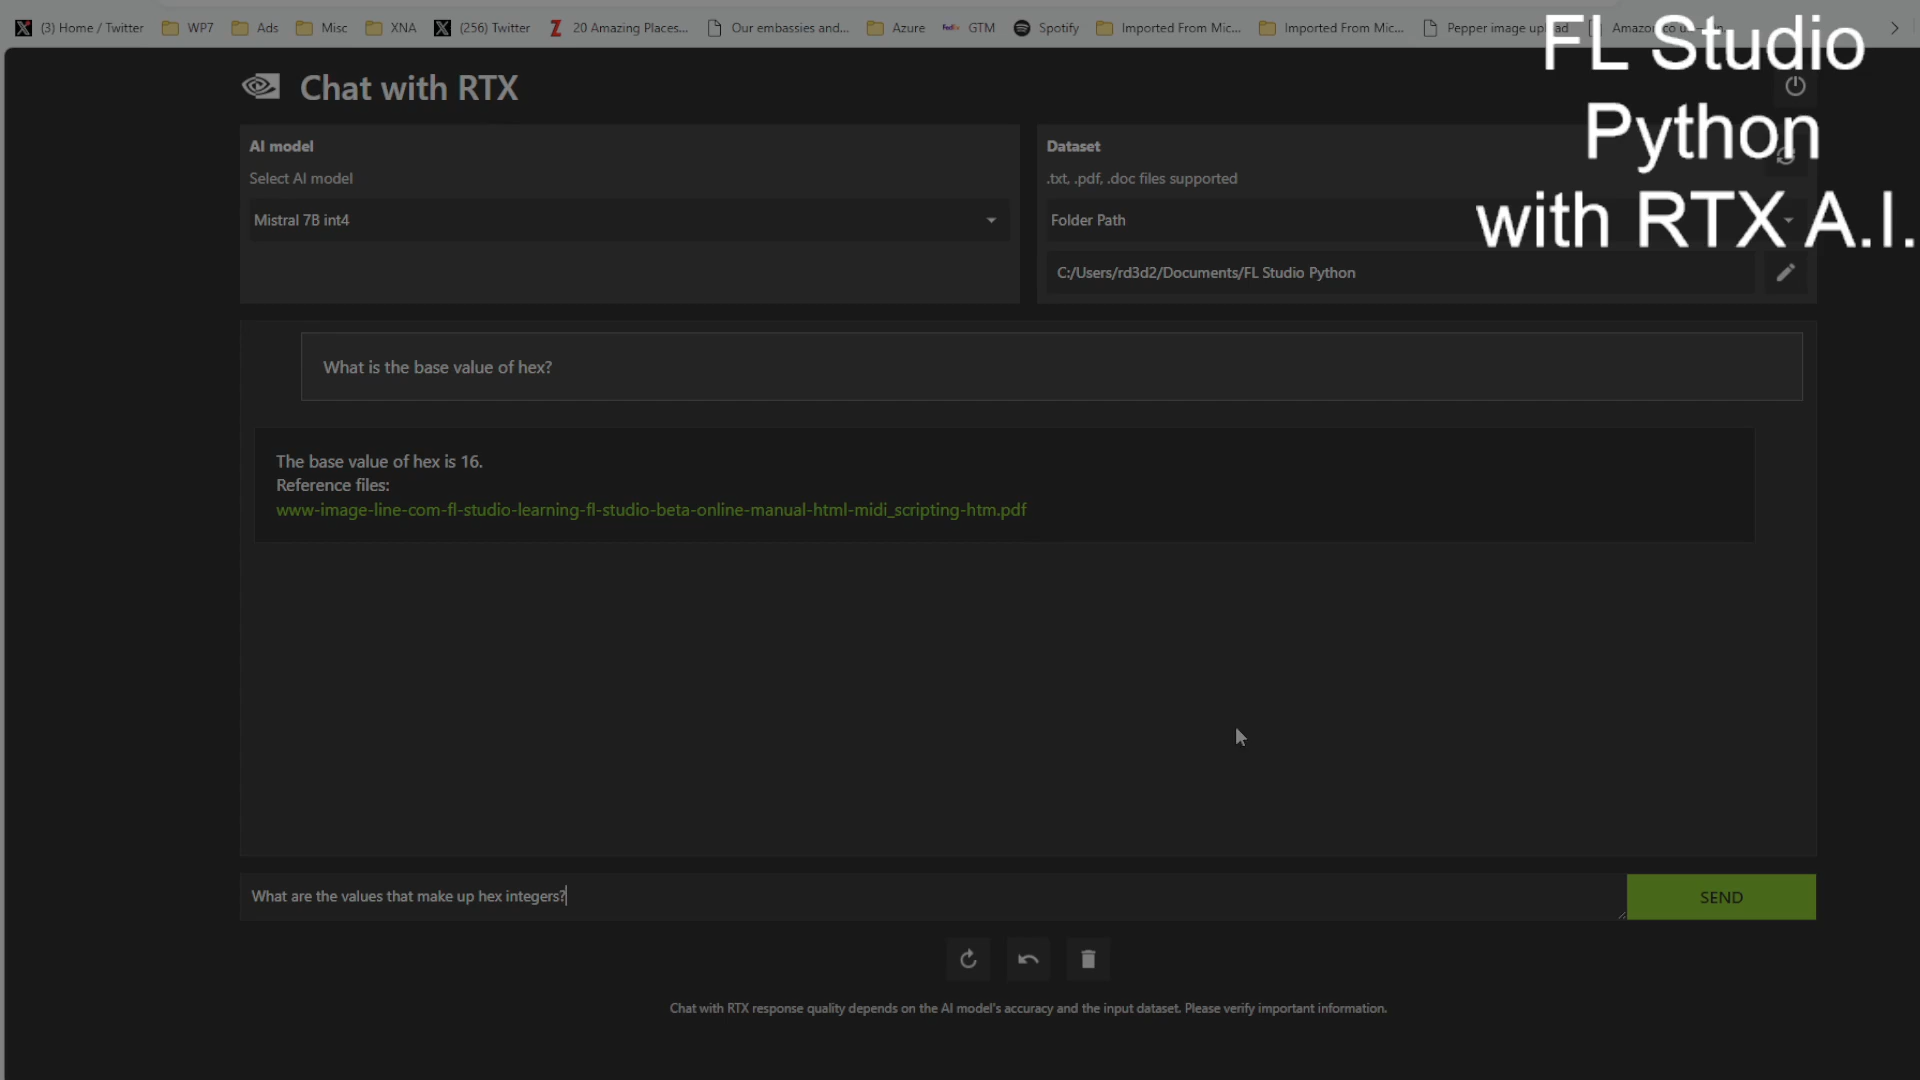 (3) Home / Twitter WP7 Ads Misc XNA (256) Twitter 20 Amazing Places... Our embassies and... Azure GTM Spotify Imported From Mic... Imported From Mic... Pepper image upload
FL Studio
Python
with RTX A.I.
Chat with RTX
AI model
Select AI model
Mistral 7B int4
Dataset
.txt, .pdf, .doc files supported
Folder Path
C:/Users/rd3d2/Documents/FL Studio Python
What is the base value of hex?
The base value of hex is 16.
Reference files:
www-image-line-com-fl-studio-learning-fl-studio-beta-online-manual-html-midi_scripting-htm.pdf
What are the values that make up hex integers?
SEND
Chat with RTX response quality depends on the AI model's accuracy and the input dataset. Please verify important information.